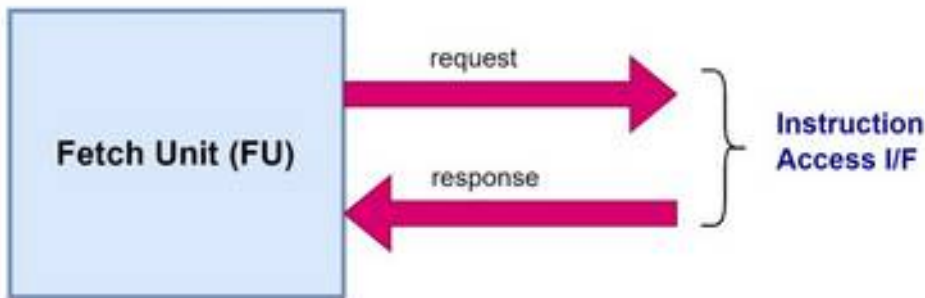 request
Fetch Unit (FU)
Instruction
Access I/F
response